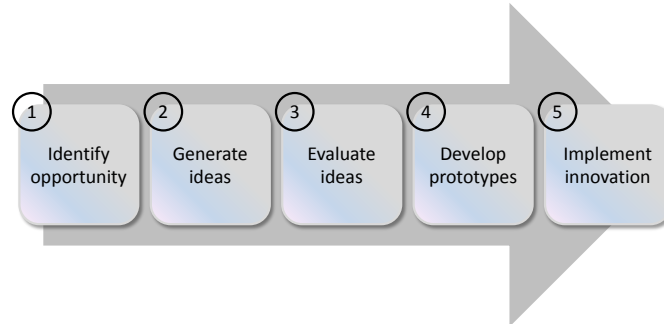 1
Identify
opportunity
2
Generate
ideas
3
Evaluate
ideas
4
Develop
prototypes
5
Implement
innovation